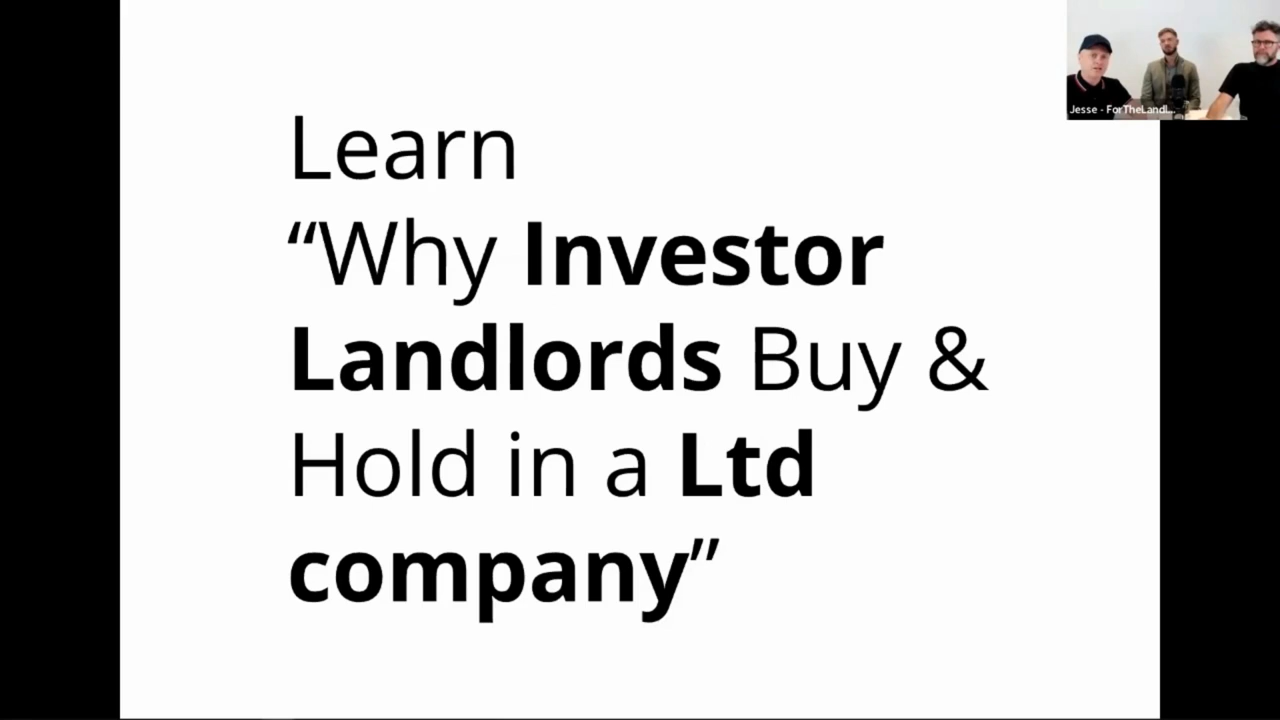 Learn
“Why Investor
Landlords Buy &
Hold in a Ltd
company”
Jesse - ForTheLandl...